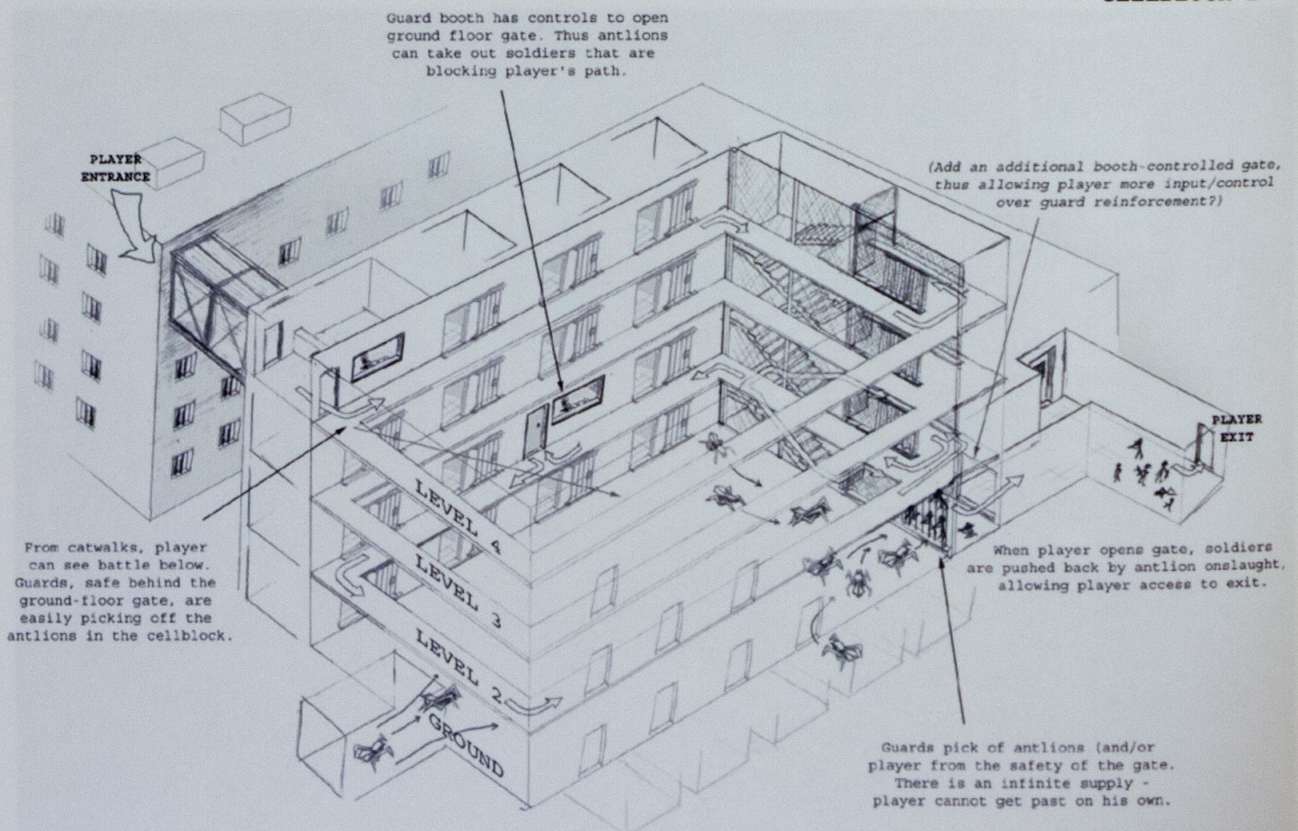 Guard booth has controls to open
ground floor gate. Thus antlions
can take out soldiers that are
blocking player's path.
PLAYER
ENTRANCE
(Add an additional booth-controlled gate,
thus allowing player more input/control
over guard reinforcement?)
PLAYER
EXIT
From catwalks, player
can see battle below.
Guards, safe behind the
ground-floor gate, are
easily picking off the
antlions in the cellblock.
LEVEL 4
LEVEL 3
LEVEL 2
GROUND
When player opens gate, soldiers
are pushed back by antlion onslaught,
allowing player access to exit.
Guards pick of antlions (and/or
player from the safety of the gate.
There is an infinite supply -
player cannot get past on his own.